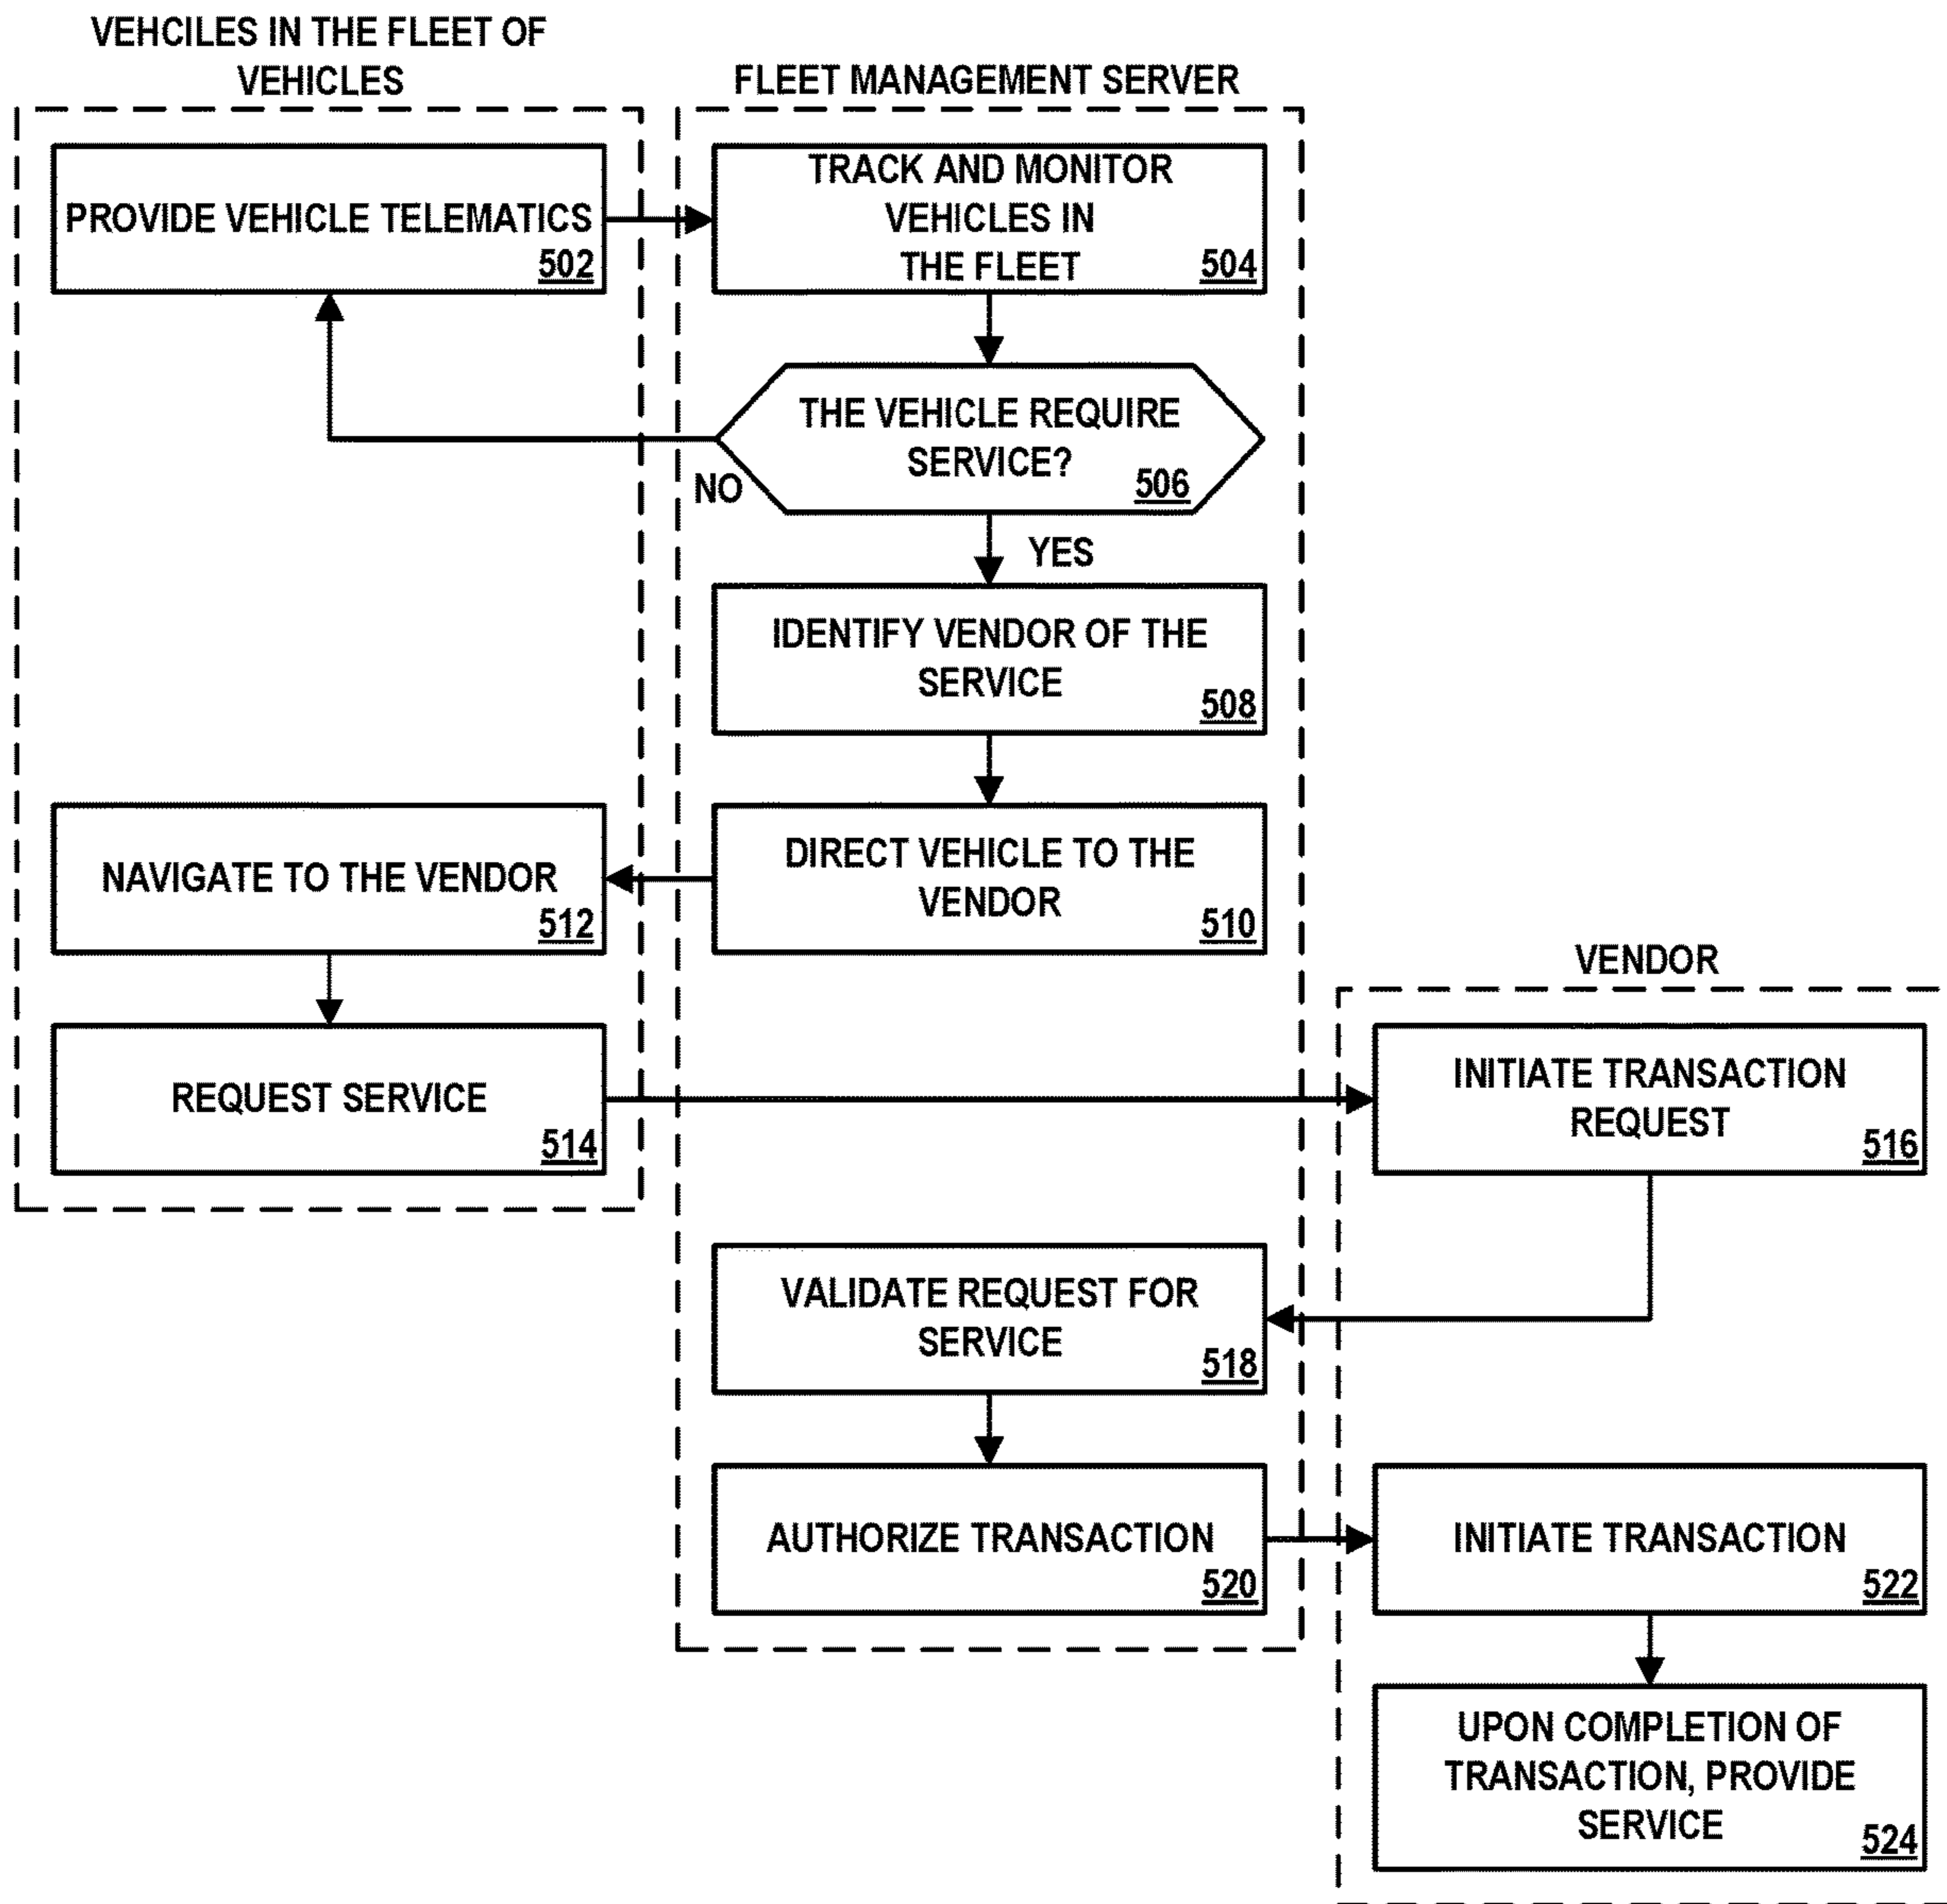 VEHCILES IN THE FLEET OF
VEHICLES
FLEET MANAGEMENT SERVER
PROVIDE VEHICLE TELEMATICS
502
TRACK AND MONITOR
VEHICLES IN
THE FLEET
504
THE VEHICLE REQUIRE
SERVICE?
506
NO
YES
IDENTIFY VENDOR OF THE
SERVICE
508
DIRECT VEHICLE TO THE
VENDOR
510
NAVIGATE TO THE VENDOR
512
REQUEST SERVICE
514
VENDOR
INITIATE TRANSACTION
REQUEST
516
VALIDATE REQUEST FOR
SERVICE
518
AUTHORIZE TRANSACTION
520
INITIATE TRANSACTION
522
UPON COMPLETION OF
TRANSACTION, PROVIDE
SERVICE
524